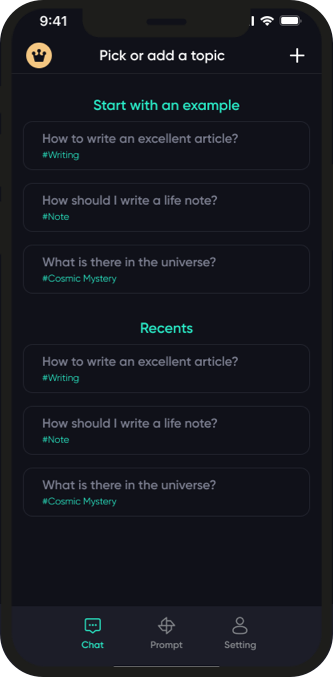 9:41
Pick or add a topic
Start with an example
How to write an excellent article?
#Writing
How should I write a life note?
#Note
What is there in the universe?
#Cosmic Mystery
Recents
How to write an excellent article?
#Writing
How should I write a life note?
#Note
What is there in the universe?
#Cosmic Mystery
Chat Prompt Setting